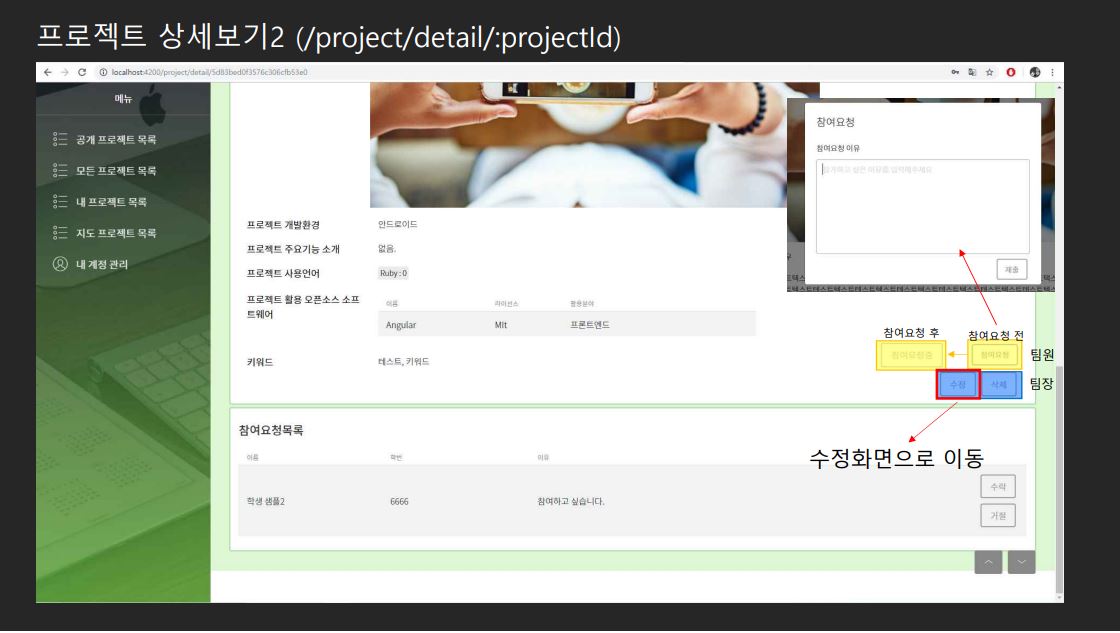 프로젝트 상세보기2 (/project/detail/:projectId)
localhost:4200/project/detail/5d83bed0f3576c306cfb53e0
메뉴
공개 프로젝트 목록
모든 프로젝트 목록
내 프로젝트 목록
지도 프로젝트 목록
내 계정 관리
참여요청
참여요청 이유
참가하고 싶은 이유를 입력해주세요
제출
프로젝트 개발환경 안드로이드
프로젝트 주요기능 소개 없음.
프로젝트 사용언어 Ruby : 0
프로젝트 활용 오픈소스 소프트웨어
이름 라이선스 활용분야
Angular MIt 프론트엔드
키워드 테스트, 키워드
참여요청 후 참여요청 전
참여요청중 참여요청 팀원
수정 삭제 팀장
수정화면으로 이동
참여요청목록
이름 학번 이유
학생 샘플2 6666 참여하고 싶습니다.
수락
거절